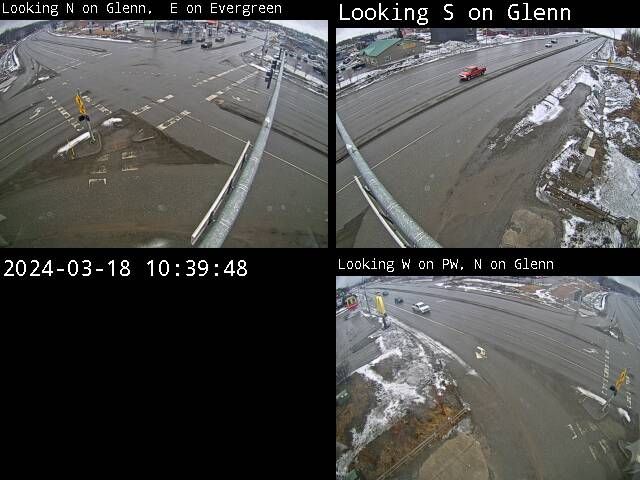 Looking N on Glenn,  E on Evergreen
Looking S on Glenn
2024-03-18 10:39:48
Looking W on PW, N on Glenn